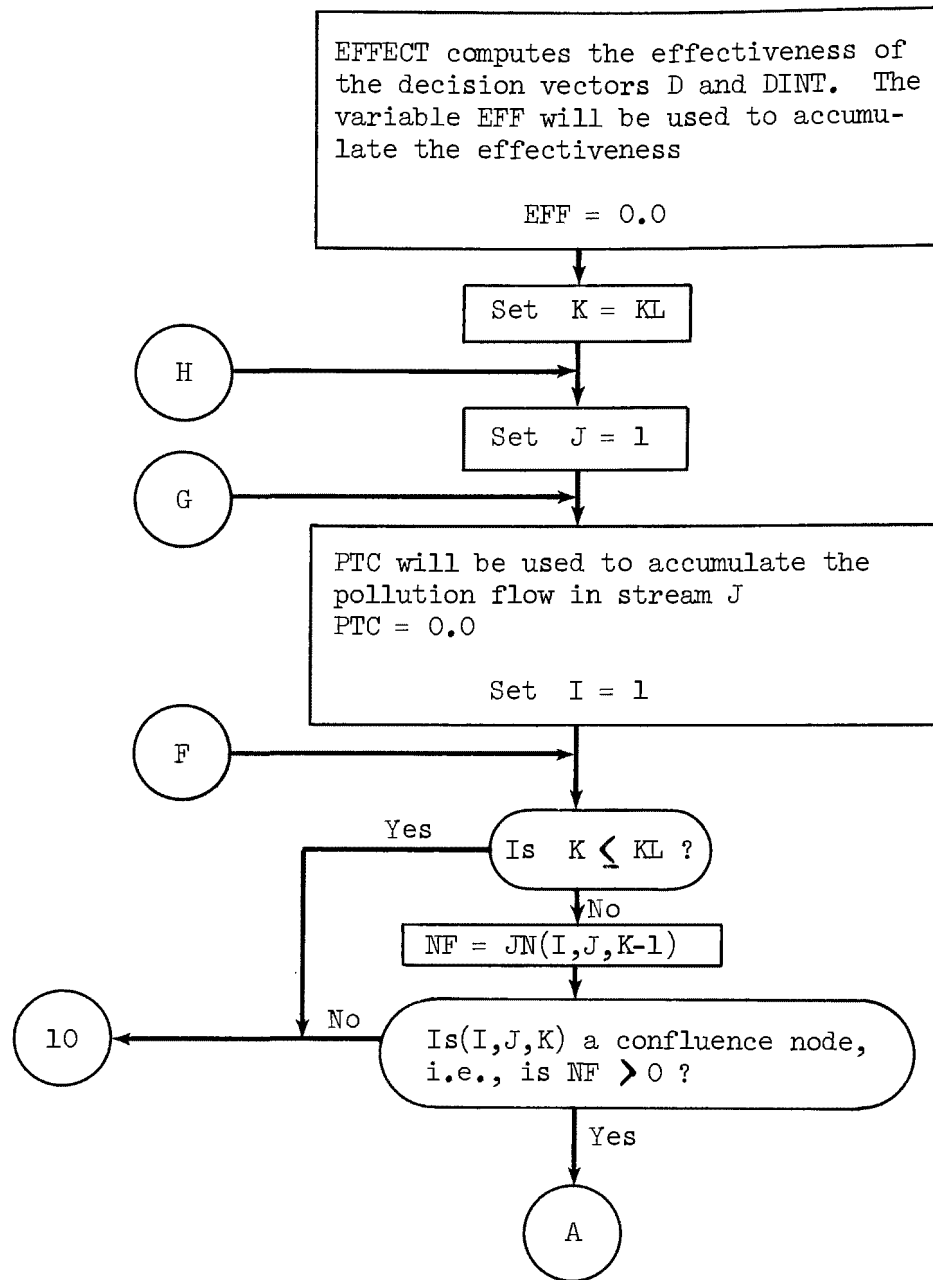 EFFECT computes the effectiveness of
the decision vectors D and DINT. The
variable EFF will be used to accumu-
late the effectiveness
EFF = 0.0
Set K = KL
H
Set J = 1
G
PTC will be used to accumulate the
pollution flow in stream J
PTC = 0.0
Set I = 1
F
Yes
Is K ≤ KL ?
No
NF = JN(I,J,K-1)
10
No
Is(I,J,K) a confluence node,
i.e., is NF > 0 ?
Yes
A